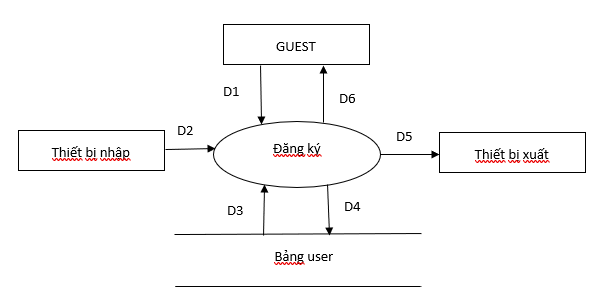 GUEST
D1
D6
D2
D5
Thiết bị nhập
Đăng ký
Thiết bị xuất
D3
D4
Bảng user